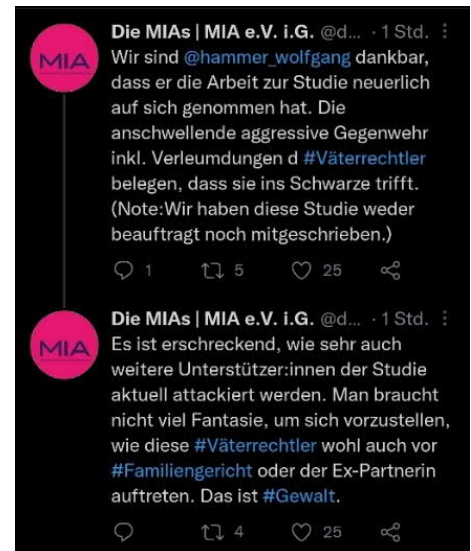 Die MIAs | MIA e.V. i.G. @d... · 1 Std.
MIA
Wir sind @hammer_wolfgang dankbar,
dass er die Arbeit zur Studie neuerlich
auf sich genommen hat. Die
anschwellende aggressive Gegenwehr
inkl. Verleumdungen d #Väterrechtler
belegen, dass sie ins Schwarze trifft.
(Note:Wir haben diese Studie weder
beauftragt noch mitgeschrieben.)
1 5 25
Die MIAs | MIA e.V. i.G. @d... · 1 Std.
MIA
Es ist erschreckend, wie sehr auch
weitere Unterstützer:innen der Studie
aktuell attackiert werden. Man braucht
nicht viel Fantasie, um sich vorzustellen,
wie diese #Väterrechtler wohl auch vor
#Familiengericht oder der Ex-Partnerin
auftreten. Das ist #Gewalt.
4 25